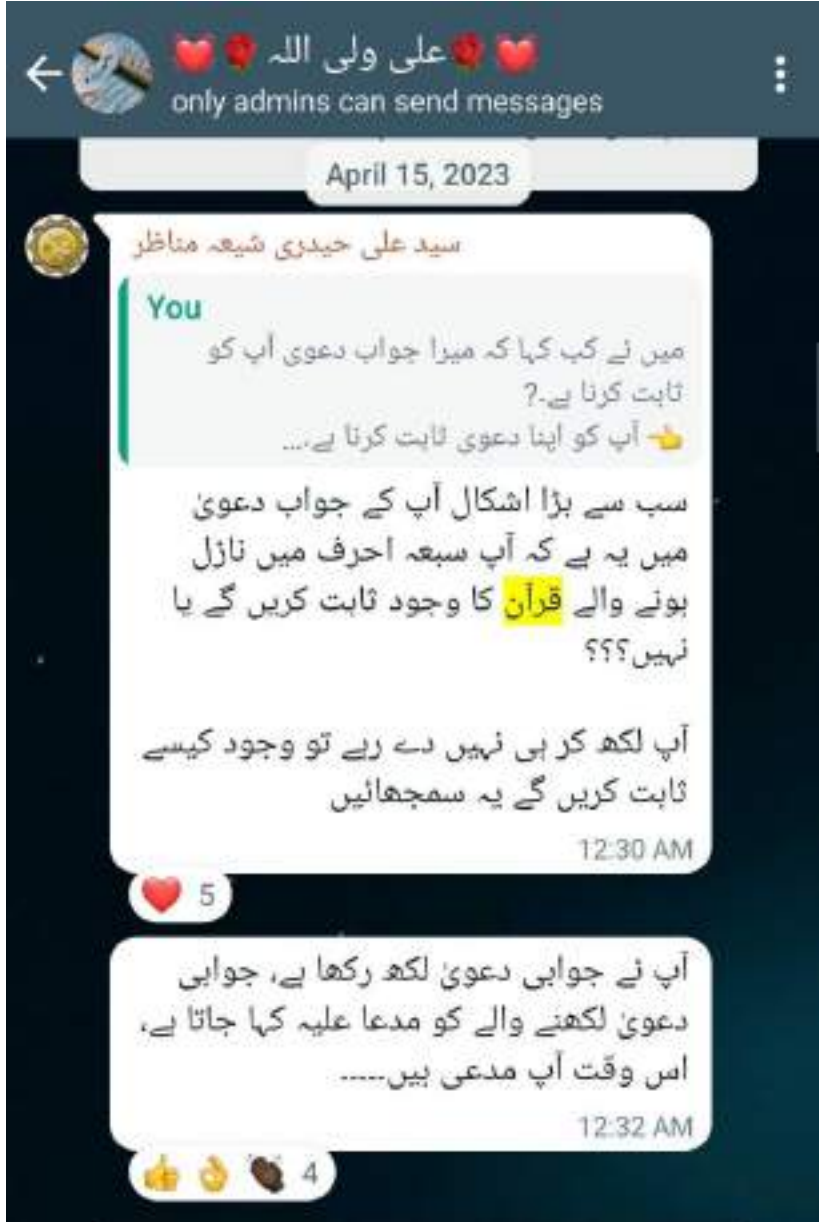 ❤️🌹علی ولی اللہ 🌹❤️
only admins can send messages
April 15, 2023
سید علی حیدری شیعہ مناظر
You
میں نے کب کہا کہ میرا جواب دعوی آپ کو
ثابت کرنا ہے.?
👈 آپ کو اپنا دعوی ثابت کرنا ہے،...
سب سے بڑا اشکال آپ کے جواب دعویٰ
میں یہ ہے کہ آپ سبعہ احرف میں نازل
ہونے والے قرآن کا وجود ثابت کریں گے یا
نہیں؟؟؟
آپ لکھ کر ہی نہیں دے رہے تو وجود کیسے
ثابت کریں گے یہ سمجھائیں
12:30 AM
❤️ 5
آپ نے جوابی دعویٰ لکھ رکھا ہے، جوابی
دعویٰ لکھنے والے کو مدعا علیہ کہا جاتا ہے،
اس وقت آپ مدعی ہیں۔۔۔۔۔
12:32 AM
👍 👌 👏🏿 4